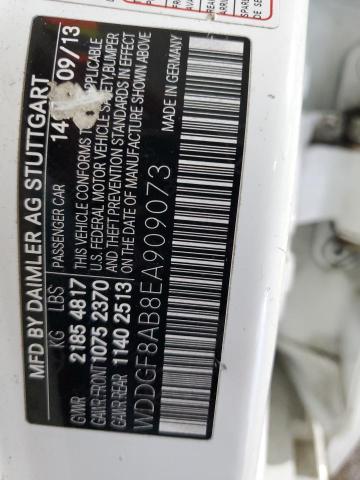 MFD BY DAIMLER AG STUTTGART
KG LBS PASSENGER CAR 14 09/13
GVWR 2185 4817
GAWR FRONT 1075 2370
GAWR REAR 1140 2513
THIS VEHICLE CONFORMS TO APPLICABLE
U.S. FEDERAL MOTOR VEHICLE SAFETY, BUMPER
AND THEFT PREVENTION STANDARDS IN EFFECT
ON DATE OF MANUFACTURE SHOWN ABOVE
WDDGF8AB8EA909073
MADE IN GERMANY